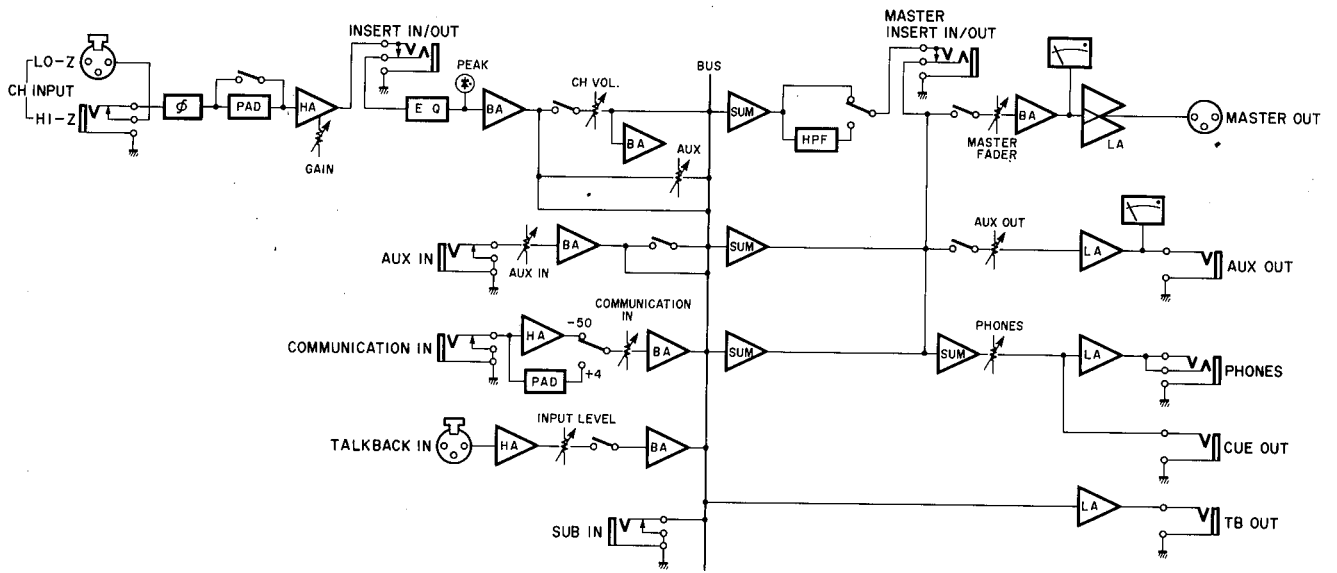 LO-Z
CH INPUT
HI-Z
Φ
PAD
HA
GAIN
INSERT IN/OUT
EQ
PEAK
BA
CH VOL.
BA
AUX
BUS
SUM
HPF
MASTER
INSERT IN/OUT
MASTER
FADER
BA
LA
MASTER OUT
AUX IN
AUX IN
BA
SUM
AUX OUT
LA
AUX OUT
COMMUNICATION IN
HA
-50
PAD
+4
COMMUNICATION
IN
BA
SUM
SUM
PHONES
LA
PHONES
CUE OUT
TALKBACK IN
HA
INPUT LEVEL
BA
SUB IN
LA
TB OUT